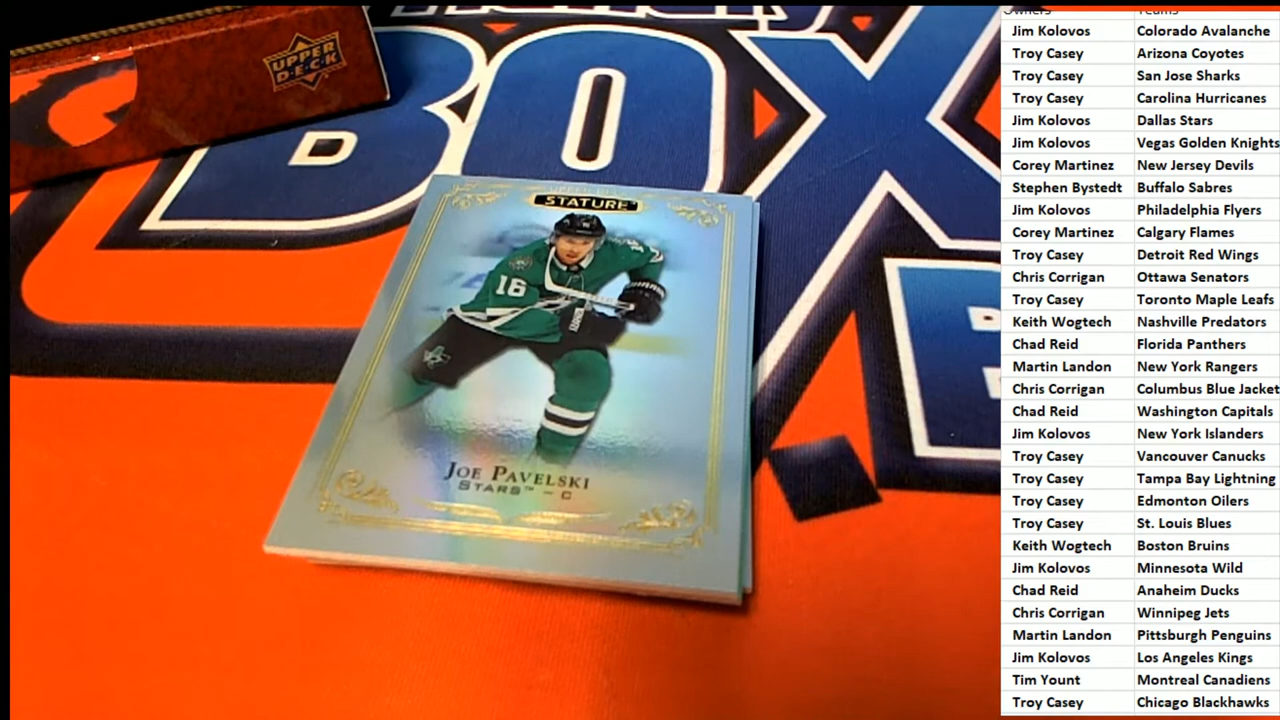 UPPER
D·E·C·K
BOX
UPPER DECK
STATURE
16
JOE PAVELSKI
STARS™ – C
Owners Teams
Jim Kolovos Colorado Avalanche
Troy Casey Arizona Coyotes
Troy Casey San Jose Sharks
Troy Casey Carolina Hurricanes
Jim Kolovos Dallas Stars
Jim Kolovos Vegas Golden Knights
Corey Martinez New Jersey Devils
Stephen Bystedt Buffalo Sabres
Jim Kolovos Philadelphia Flyers
Corey Martinez Calgary Flames
Troy Casey Detroit Red Wings
Chris Corrigan Ottawa Senators
Troy Casey Toronto Maple Leafs
Keith Wogtech Nashville Predators
Chad Reid Florida Panthers
Martin Landon New York Rangers
Chris Corrigan Columbus Blue Jacket
Chad Reid Washington Capitals
Jim Kolovos New York Islanders
Troy Casey Vancouver Canucks
Troy Casey Tampa Bay Lightning
Troy Casey Edmonton Oilers
Troy Casey St. Louis Blues
Keith Wogtech Boston Bruins
Jim Kolovos Minnesota Wild
Chad Reid Anaheim Ducks
Chris Corrigan Winnipeg Jets
Martin Landon Pittsburgh Penguins
Jim Kolovos Los Angeles Kings
Tim Yount Montreal Canadiens
Troy Casey Chicago Blackhawks